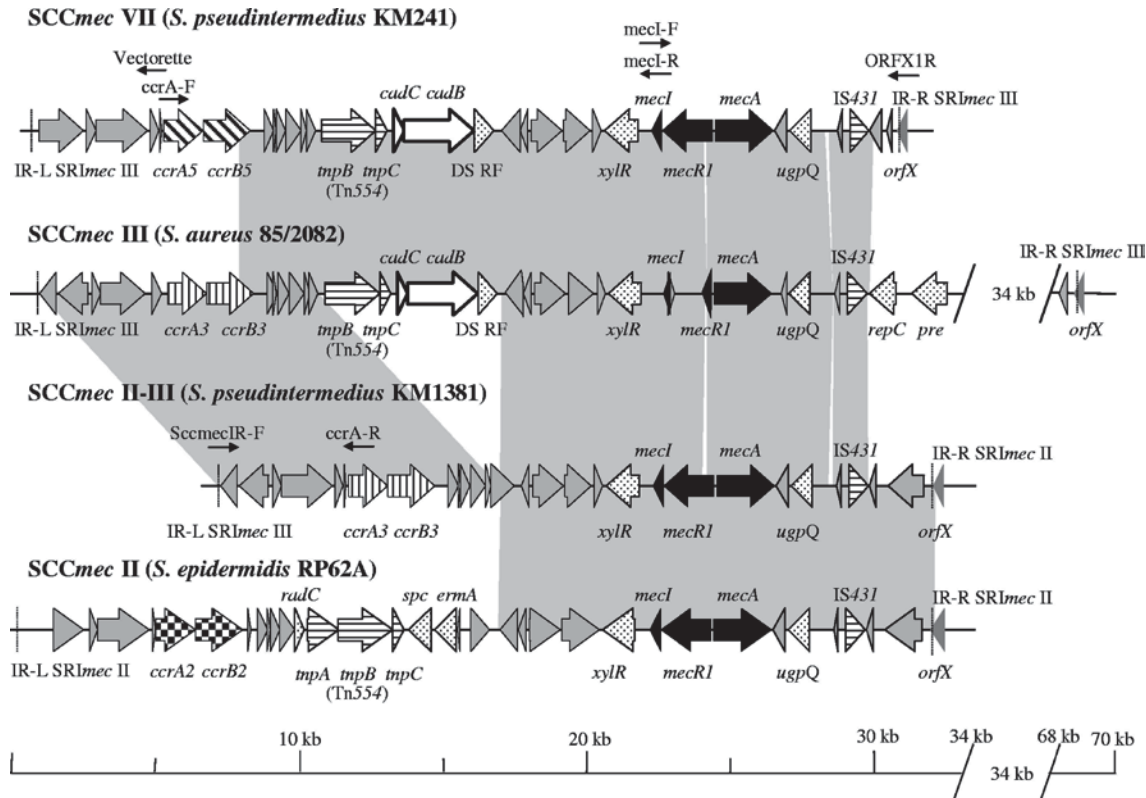 SCCmec VII (S. pseudintermedius KM241)
mecI-F
Vectorette
mecI-R
ORFX1R
ccrA-F
cadC cadB
mecI
mecA
IS431
IR-R SRImec III
IR-L SRImec III
ccrA5
ccrB5
tnpB
tnpC
DS RF
xylR
mecR1
ugpQ
orfX
(Tn554)
SCCmec III (S. aureus 85/2082)
cadC cadB
mecI
mecA
IS431
IR-R SRImec III
34 kb
IR-L SRImec III
ccrA3
ccrB3
tnpB
tnpC
DS RF
xylR
mecR1
ugpQ
repC
pre
orfX
(Tn554)
SCCmec II-III (S. pseudintermedius KM1381)
SccmecIR-F
ccrA-R
mecI
mecA
IS431
IR-R SRImec II
IR-L SRImec III
ccrA3
ccrB3
xylR
mecR1
ugpQ
orfX
SCCmec II (S. epidermidis RP62A)
radC
spc
ermA
mecI
mecA
IS431
IR-R SRImec II
IR-L SRImec II
ccrA2
ccrB2
tnpA
tnpB
tnpC
xylR
mecR1
ugpQ
orfX
(Tn554)
10 kb
20 kb
30 kb
34 kb
68 kb
70 kb
34 kb